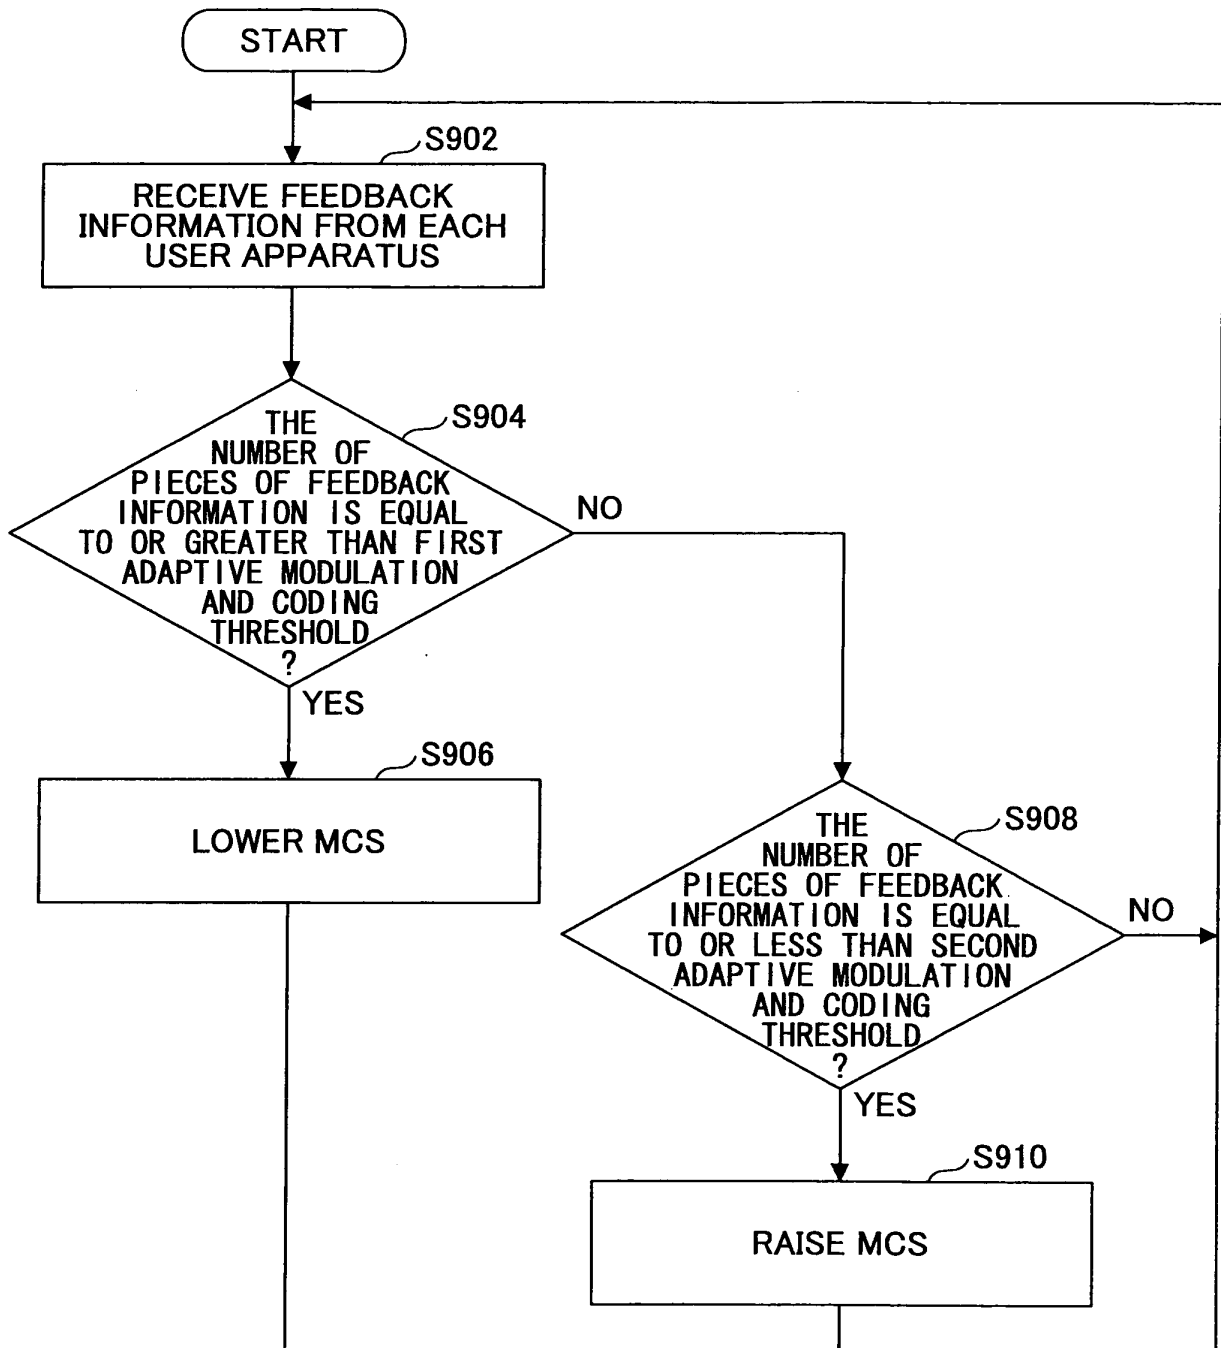 START
S902
RECEIVE FEEDBACK
INFORMATION FROM EACH
USER APPARATUS
S904
THE
NUMBER OF
PIECES OF FEEDBACK
INFORMATION IS EQUAL
TO OR GREATER THAN FIRST
ADAPTIVE MODULATION
AND CODING
THRESHOLD
?
NO
YES
S906
LOWER MCS
S908
THE
NUMBER OF
PIECES OF FEEDBACK
INFORMATION IS EQUAL
TO OR LESS THAN SECOND
ADAPTIVE MODULATION
AND CODING
THRESHOLD
?
NO
YES
S910
RAISE MCS